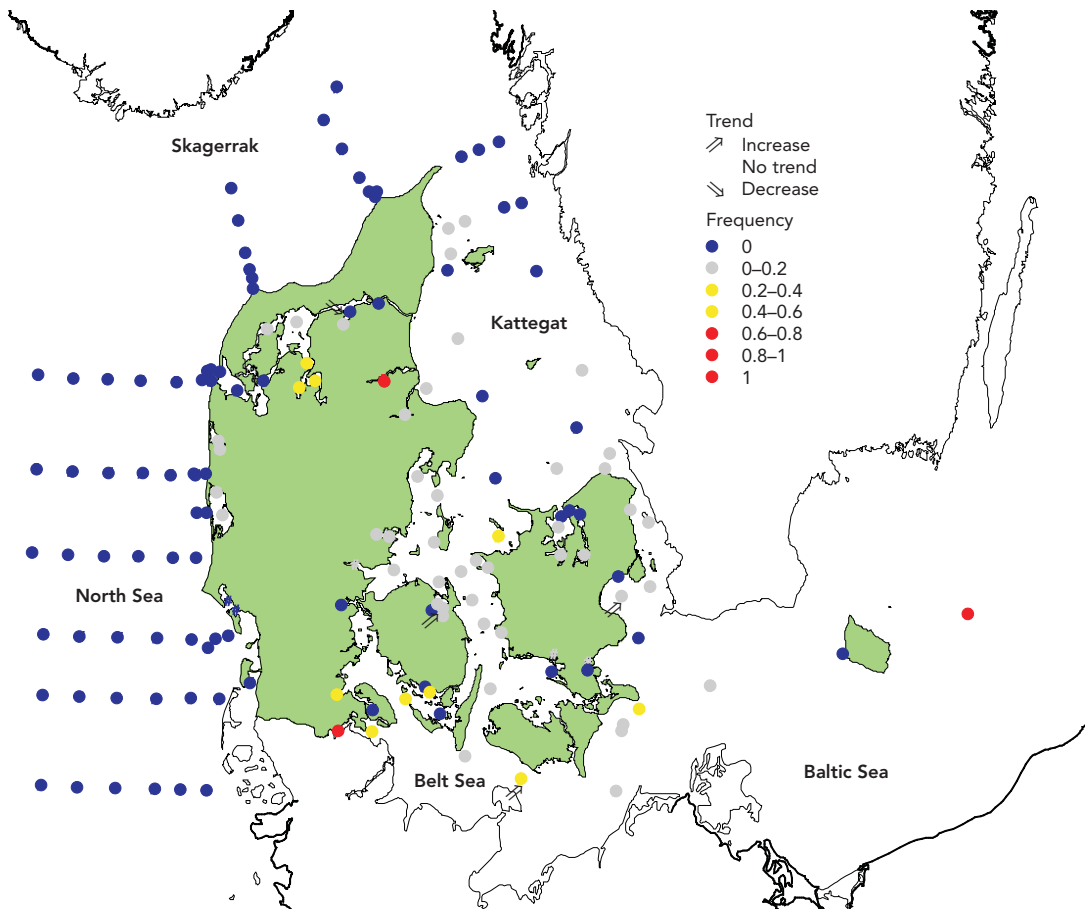 Skagerrak
Trend
Increase
No trend
Decrease
Frequency
0
0–0.2
0.2–0.4
0.4–0.6
0.6–0.8
0.8–1
1
Kattegat
North Sea
Belt Sea
Baltic Sea